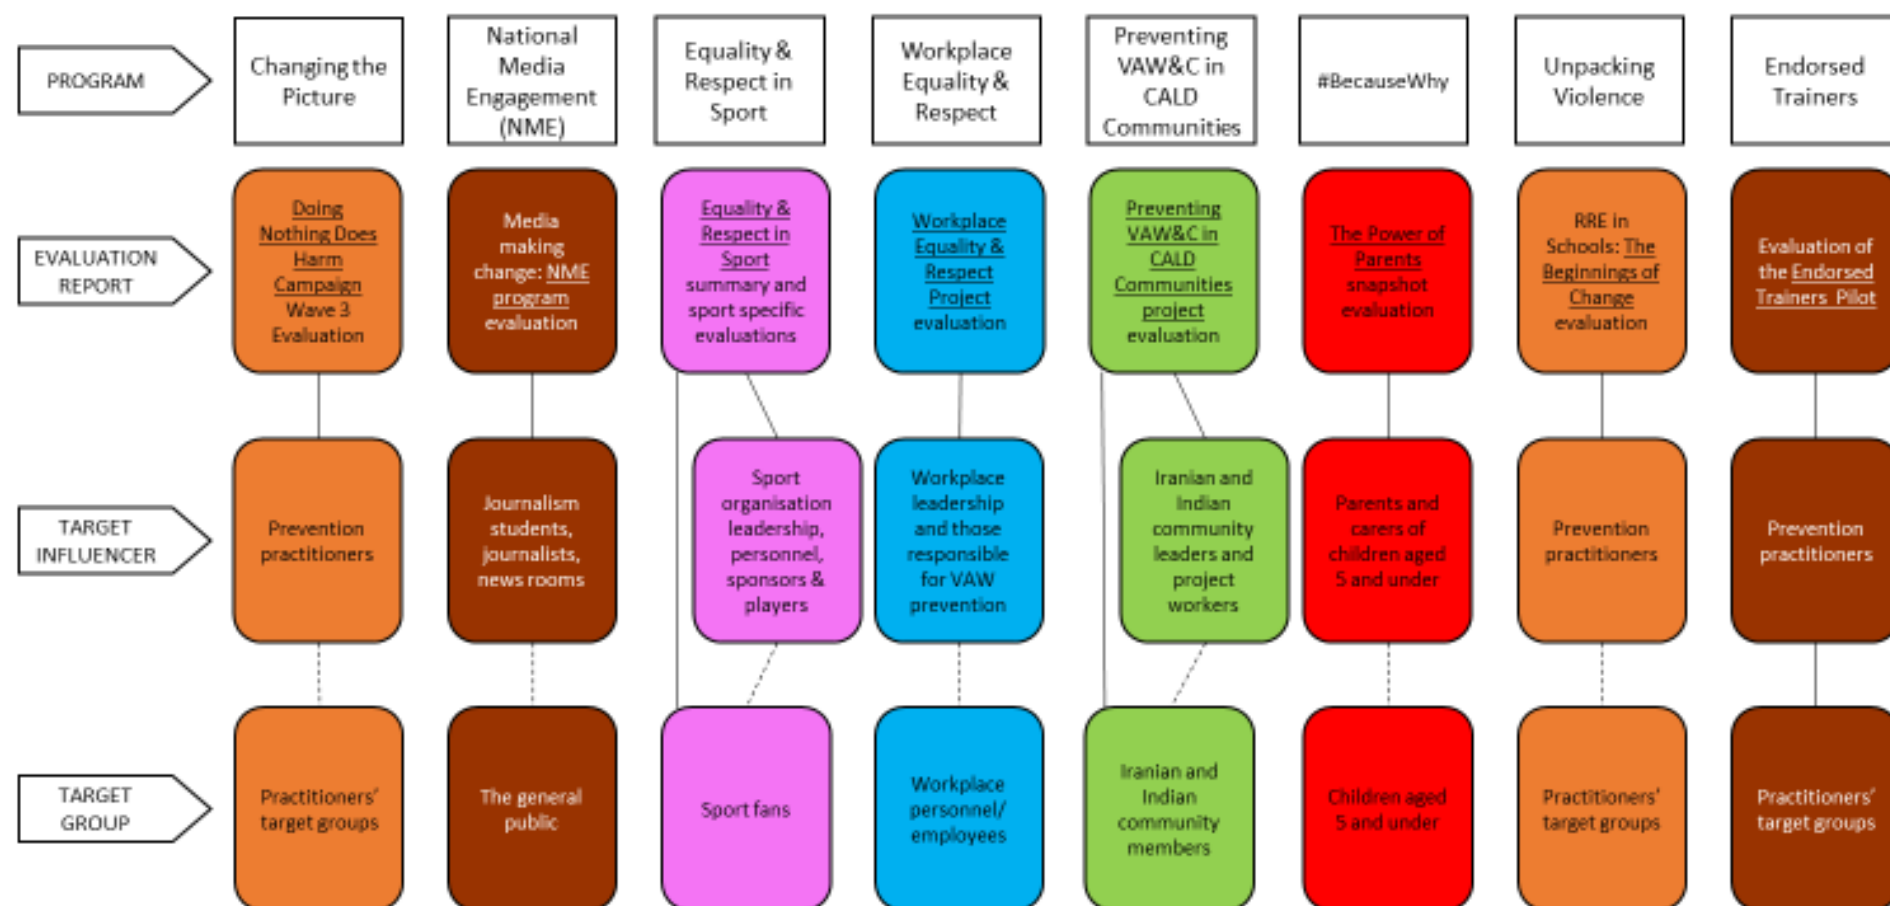 PROGRAM
Changing the
Picture
National
Media
Engagement
(NME)
Equality &
Respect in
Sport
Workplace
Equality &
Respect
Preventing
VAW&C in
CALD
Communities
#BecauseWhy
Unpacking
Violence
Endorsed
Trainers
EVALUATION
REPORT
Doing
Nothing Does
Harm
Campaign
Wave 3
Evaluation
Media
making
change: NME
program
evaluation
Equality &
Respect in
Sport
summary and
sport specific
evaluations
Workplace
Equality &
Respect
Project
evaluation
Preventing
VAW&C in
CALD
Communities
project
evaluation
The Power of
Parents
snapshot
evaluation
RRE in
Schools: The
Beginnings of
Change
evaluation
Evaluation of
the Endorsed
Trainers Pilot
TARGET
INFLUENCER
Prevention
practitioners
Journalism
students,
journalists,
news rooms
Sport
organisation
leadership,
personnel,
sponsors &
players
Workplace
leadership
and those
responsible
for VAW
prevention
Iranian and
Indian
community
leaders and
project
workers
Parents and
carers of
children aged
5 and under
Prevention
practitioners
Prevention
practitioners
TARGET
GROUP
Practitioners'
target groups
The general
public
Sport fans
Workplace
personnel/
employees
Iranian and
Indian
community
members
Children aged
5 and under
Practitioners'
target groups
Practitioners'
target groups